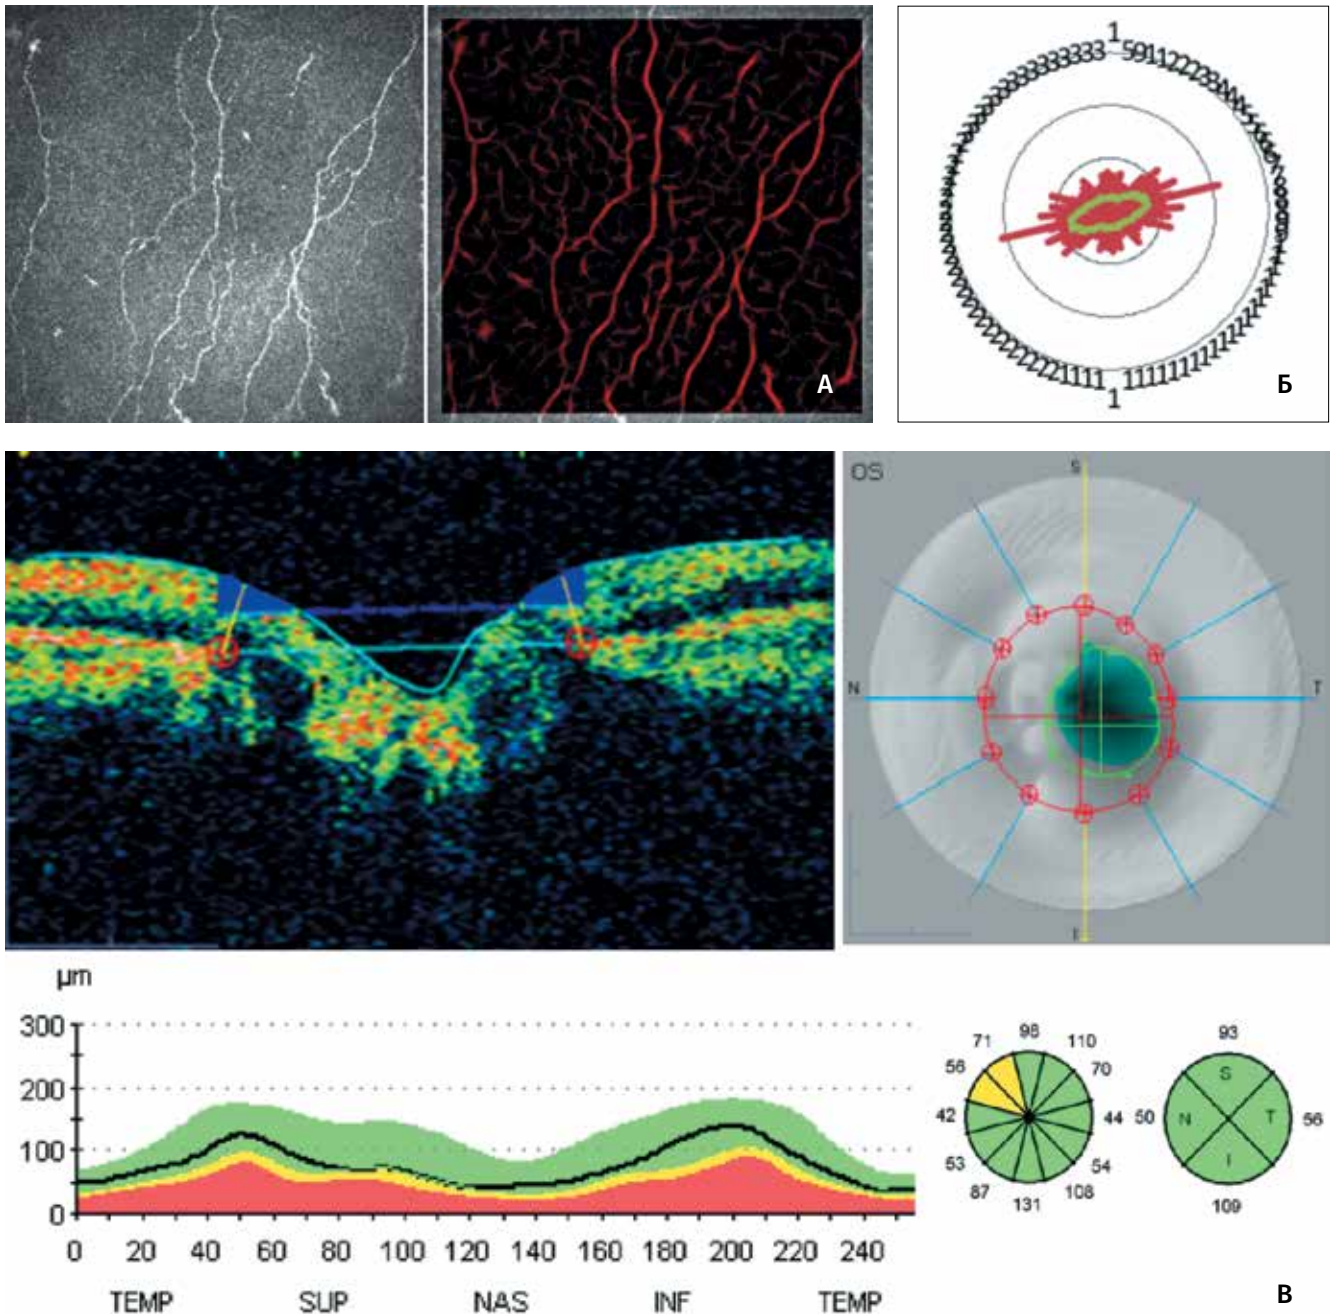 А
Б
1
1
OS
S
N
T
I
µm
300
200
100
0
0 20 40 60 80 100 120 140 160 180 200 220 240
TEMP SUP NAS INF TEMP
98
71 110
56 70
42 44
53 54
87 108
131
93
S
50 N T 56
I
109
В